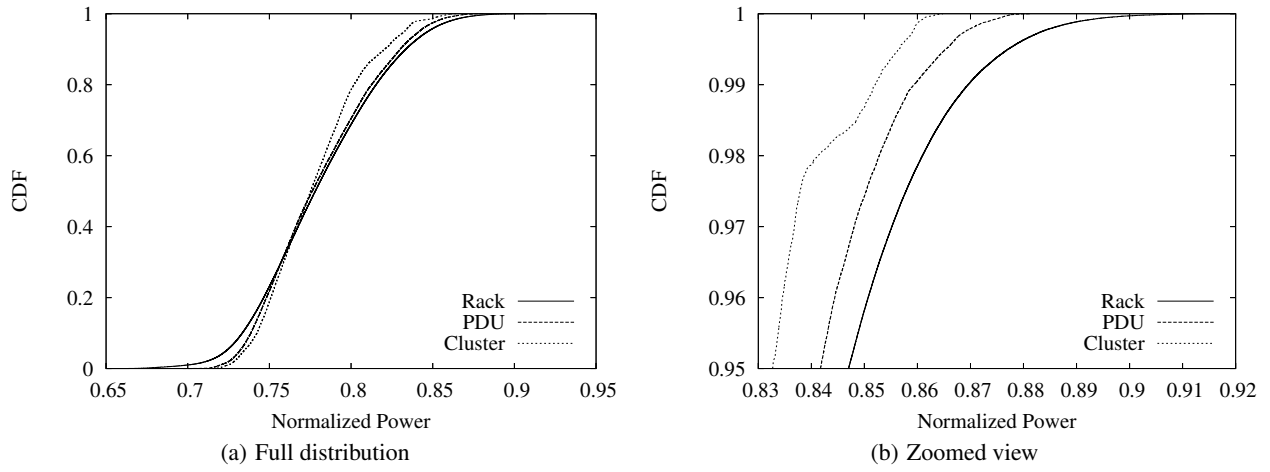 1
0.8
0.6
0.4
0.2
0
CDF
0.65 0.7 0.75 0.8 0.85 0.9 0.95
Normalized Power
Rack
PDU
Cluster
(a) Full distribution
1
0.99
0.98
0.97
0.96
0.95
CDF
0.83 0.84 0.85 0.86 0.87 0.88 0.89 0.9 0.91 0.92
Normalized Power
Rack
PDU
Cluster
(b) Zoomed view